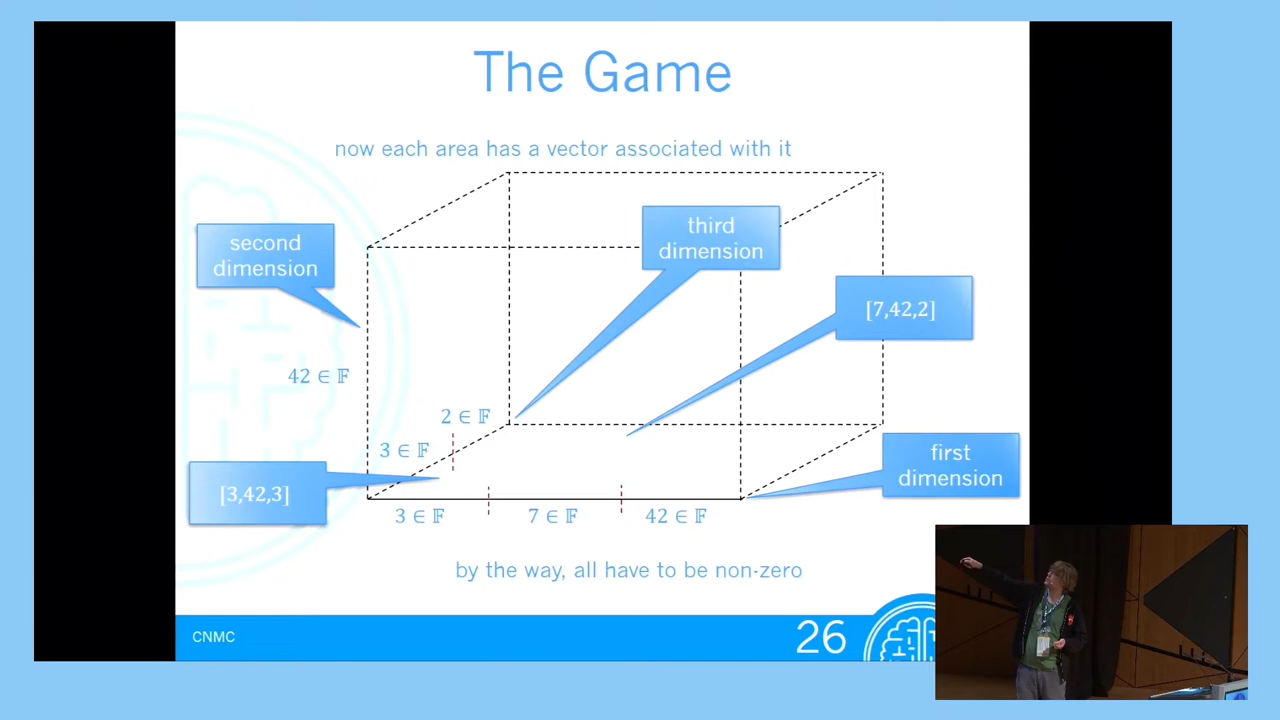 The Game
now each area has a vector associated with it
second
dimension
third
dimension
[7,42,2]
42 ∈ 𝔽
2 ∈ 𝔽
3 ∈ 𝔽
[3,42,3]
first
dimension
3 ∈ 𝔽
7 ∈ 𝔽
42 ∈ 𝔽
by the way, all have to be non-zero
CNMC
26